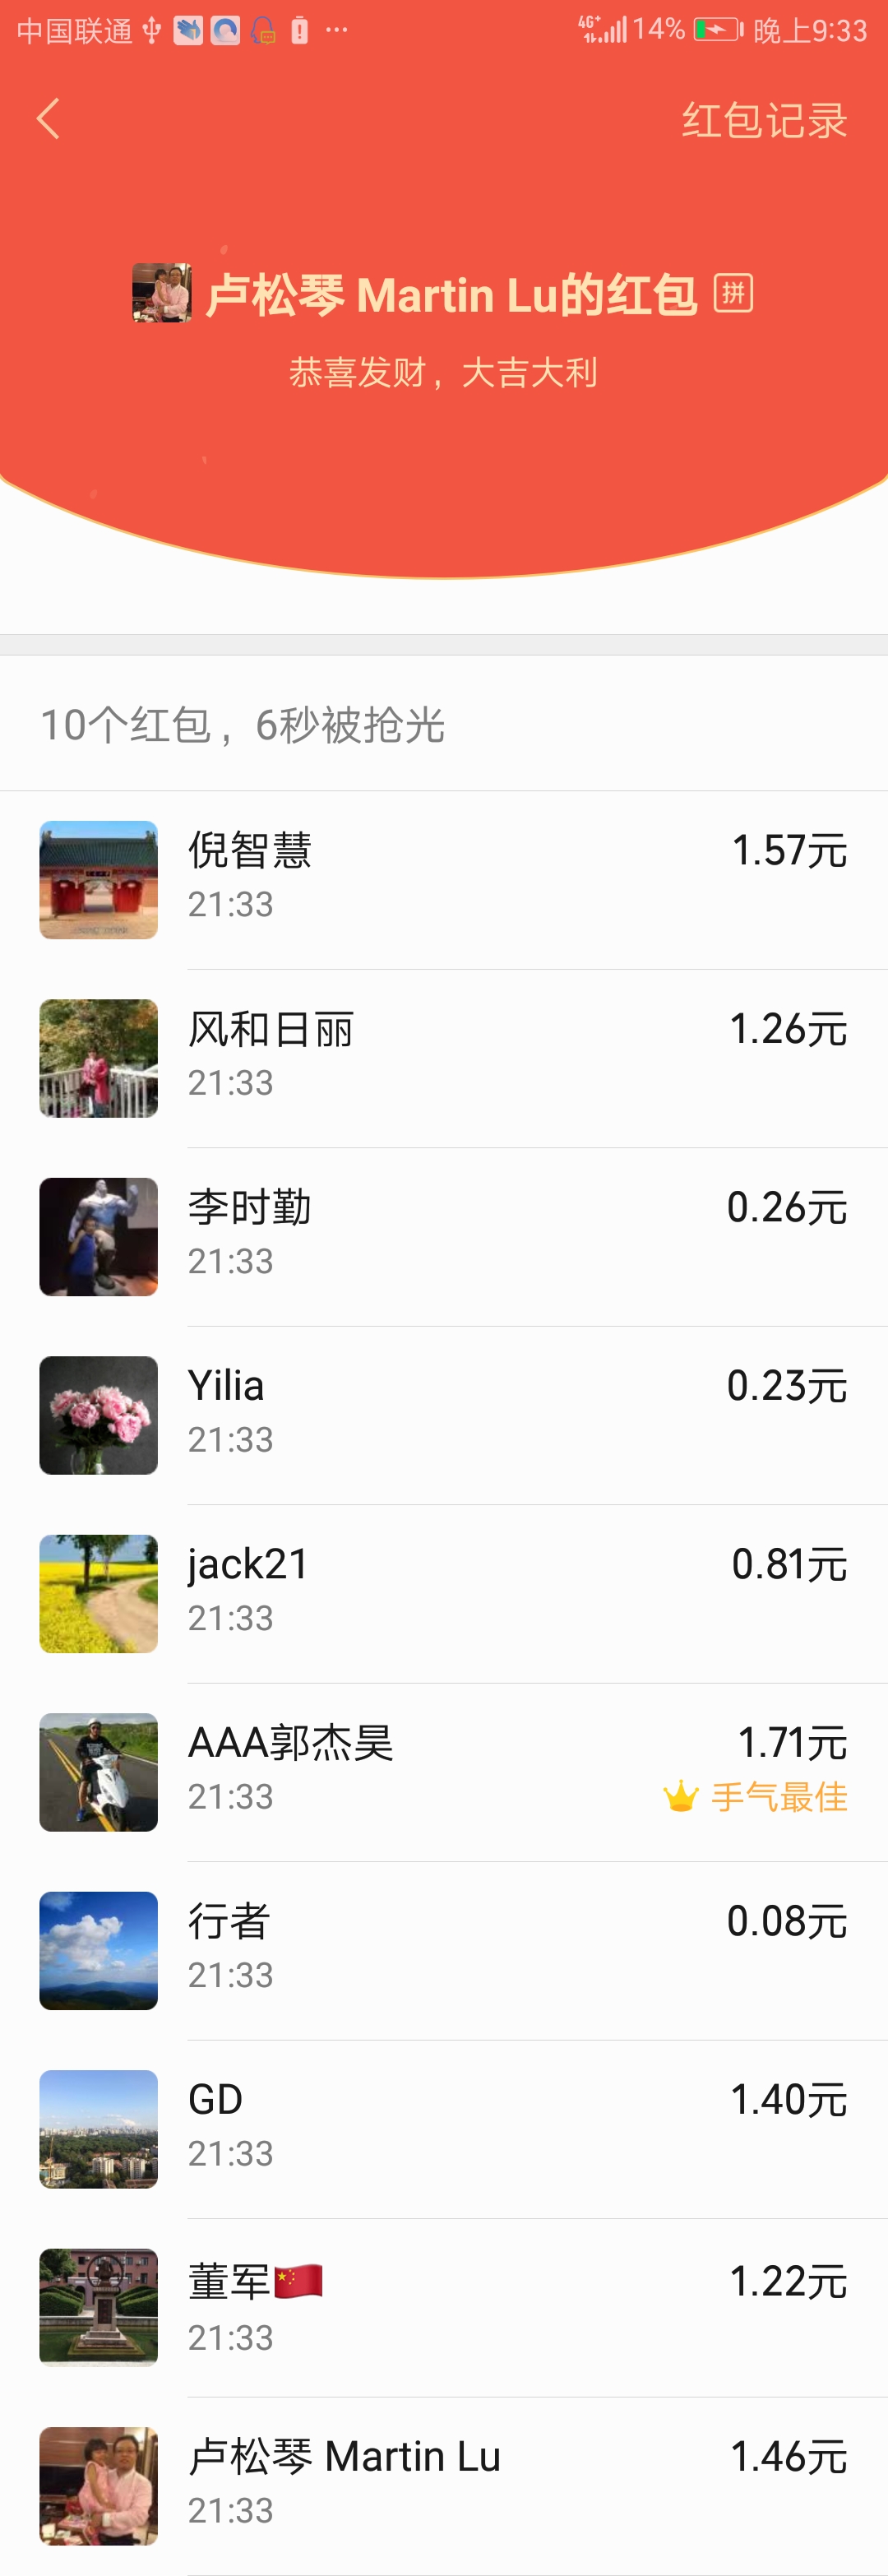 中国联通 4G+ 14% 晚上9:33
红包记录
卢松琴 Martin Lu的红包 拼
恭喜发财，大吉大利
10个红包，6秒被抢光
倪智慧 1.57元
21:33
风和日丽 1.26元
21:33
李时勤 0.26元
21:33
Yilia 0.23元
21:33
jack21 0.81元
21:33
AAA郭杰昊 1.71元
21:33 手气最佳
行者 0.08元
21:33
GD 1.40元
21:33
董军🇨🇳 1.22元
21:33
卢松琴 Martin Lu 1.46元
21:33